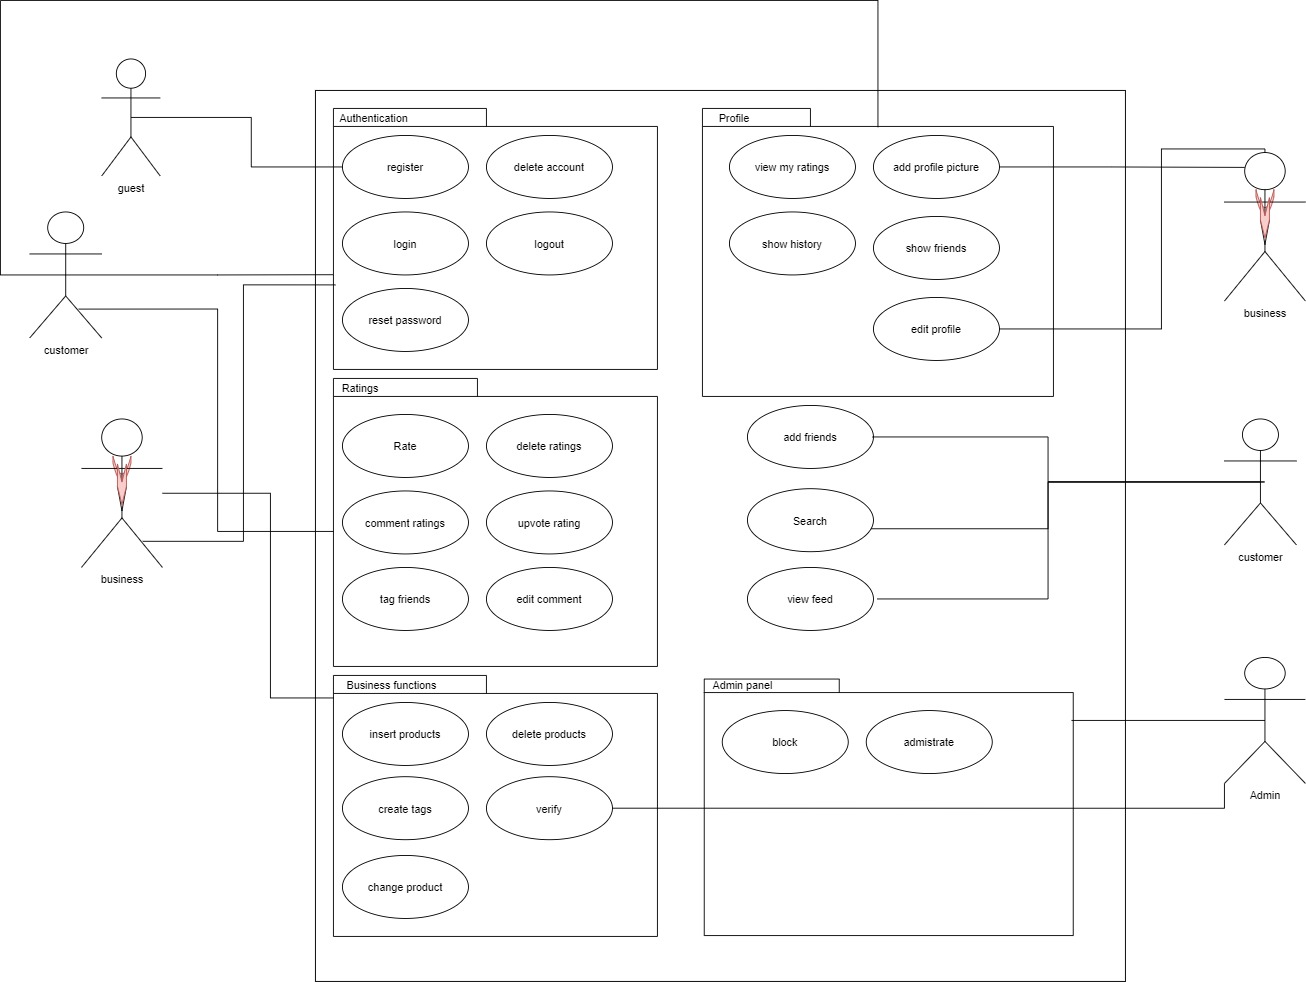 guest
customer
business
Authentication
register
delete account
login
logout
reset password
Ratings
Rate
delete ratings
comment ratings
upvote rating
tag friends
edit comment
Business functions
insert products
delete products
create tags
verify
change product
Profile
view my ratings
add profile picture
show history
show friends
edit profile
add friends
Search
view feed
Admin panel
block
admistrate
business
customer
Admin